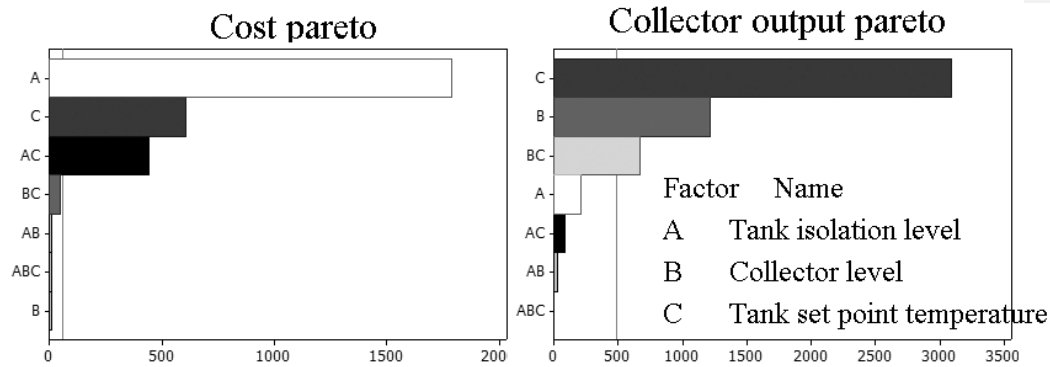 Cost pareto
A
C
AC
BC
AB
ABC
B
0 500 1000 1500 200
Collector output pareto
C
B
BC
A
AC
AB
ABC
0 500 1000 1500 2000 2500 3000 3500
Factor Name
A Tank isolation level
B Collector level
C Tank set point temperature